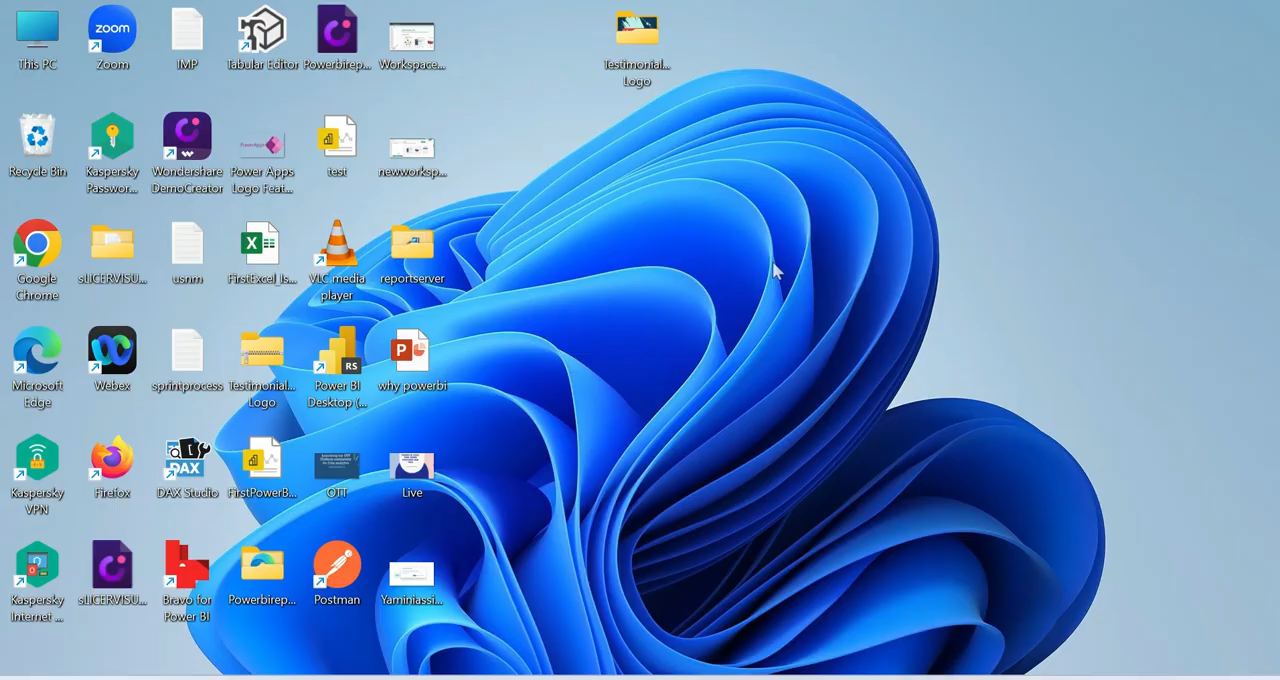 This PC
zoom
Zoom
IMP
Tabular Editor
Powerbirep...
Workspace...
Testimonial...
Logo
Recycle Bin
Kaspersky
Passwor...
Wondershare
DemoCreator
Power Apps
Logo Feat...
test
newworksp...
Google
Chrome
sLICERVISU...
usnm
FirstExcel_Is...
VLC media
player
reportserver
Microsoft
Edge
Webex
sprintprocess
Testimonial...
Logo
RS
Power BI
Desktop (...
P
why powerbi
Kaspersky
VPN
Firefox
DAX
DAX Studio
FirstPowerB...
OTT
Live
Kaspersky
Internet ...
sLICERVISU...
Bravo for
Power BI
Powerbirep...
Postman
Yaminiassi...